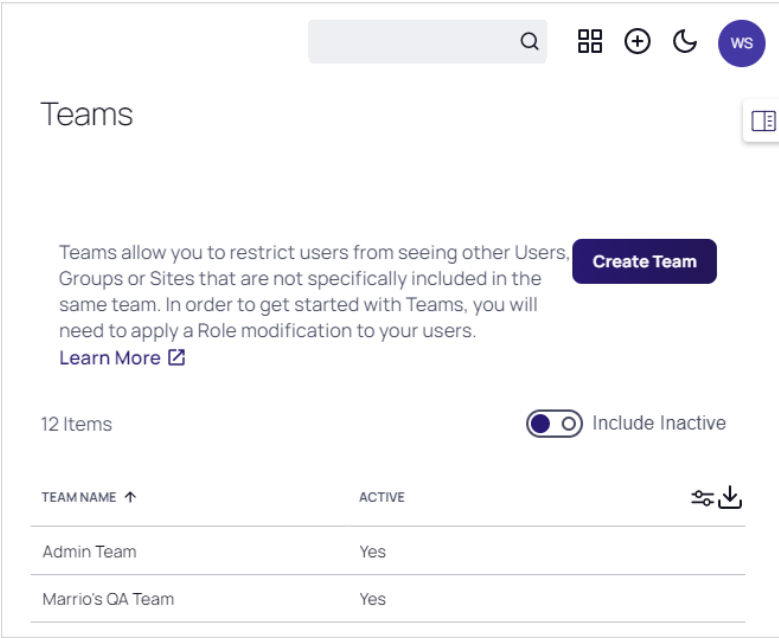 WS
Teams
Teams allow you to restrict users from seeing other Users,
Groups or Sites that are not specifically included in the
same team. In order to get started with Teams, you will
need to apply a Role modification to your users.
Learn More
Create Team
12 Items
Include Inactive
TEAM NAME ↑ ACTIVE
Admin Team Yes
Marrio's QA Team Yes